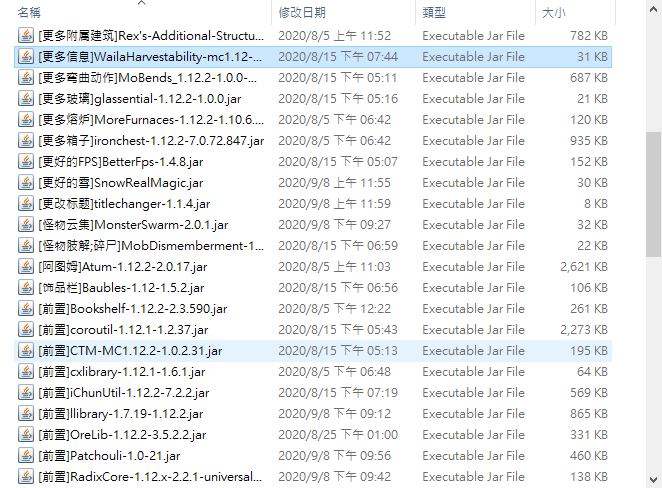 名稱 修改日期 類型 大小
[更多附属建筑]Rex's-Additional-Structu... 2020/8/5 上午 11:52 Executable Jar File 782 KB
[更多信息]WailaHarvestability-mc1.12-... 2020/8/15 下午 07:44 Executable Jar File 31 KB
[更多弯曲动作]MoBends_1.12.2-1.0.0-... 2020/8/15 下午 05:11 Executable Jar File 687 KB
[更多玻璃]glassential-1.12.2-1.0.0.jar 2020/8/15 下午 05:16 Executable Jar File 21 KB
[更多熔炉]MoreFurnaces-1.12.2-1.10.6.... 2020/8/5 下午 06:42 Executable Jar File 120 KB
[更多箱子]ironchest-1.12.2-7.0.72.847.jar 2020/8/5 下午 06:42 Executable Jar File 935 KB
[更好的FPS]BetterFps-1.4.8.jar 2020/8/15 下午 05:07 Executable Jar File 152 KB
[更好的雪]SnowRealMagic.jar 2020/9/8 上午 11:55 Executable Jar File 30 KB
[更改标题]titlechanger-1.1.4.jar 2020/9/8 上午 11:59 Executable Jar File 8 KB
[怪物云集]MonsterSwarm-2.0.1.jar 2020/9/8 下午 09:27 Executable Jar File 32 KB
[怪物肢解;碎尸]MobDismemberment-1... 2020/8/15 下午 06:59 Executable Jar File 22 KB
[阿图姆]Atum-1.12.2-2.0.17.jar 2020/8/5 上午 11:03 Executable Jar File 2,621 KB
[饰品栏]Baubles-1.12-1.5.2.jar 2020/8/15 下午 06:56 Executable Jar File 106 KB
[前置]Bookshelf-1.12.2-2.3.590.jar 2020/8/5 下午 12:22 Executable Jar File 261 KB
[前置]coroutil-1.12.1-1.2.37.jar 2020/8/15 下午 05:43 Executable Jar File 2,273 KB
[前置]CTM-MC1.12.2-1.0.2.31.jar 2020/8/15 下午 05:13 Executable Jar File 195 KB
[前置]cxlibrary-1.12.1-1.6.1.jar 2020/8/5 下午 06:48 Executable Jar File 64 KB
[前置]iChunUtil-1.12.2-7.2.2.jar 2020/8/15 下午 07:19 Executable Jar File 569 KB
[前置]llibrary-1.7.19-1.12.2.jar 2020/9/8 下午 09:12 Executable Jar File 865 KB
[前置]OreLib-1.12.2-3.5.2.2.jar 2020/8/25 下午 01:00 Executable Jar File 331 KB
[前置]Patchouli-1.0-21.jar 2020/9/8 下午 09:56 Executable Jar File 460 KB
[前置]RadixCore-1.12.x-2.2.1-universal... 2020/9/8 下午 09:42 Executable Jar File 138 KB